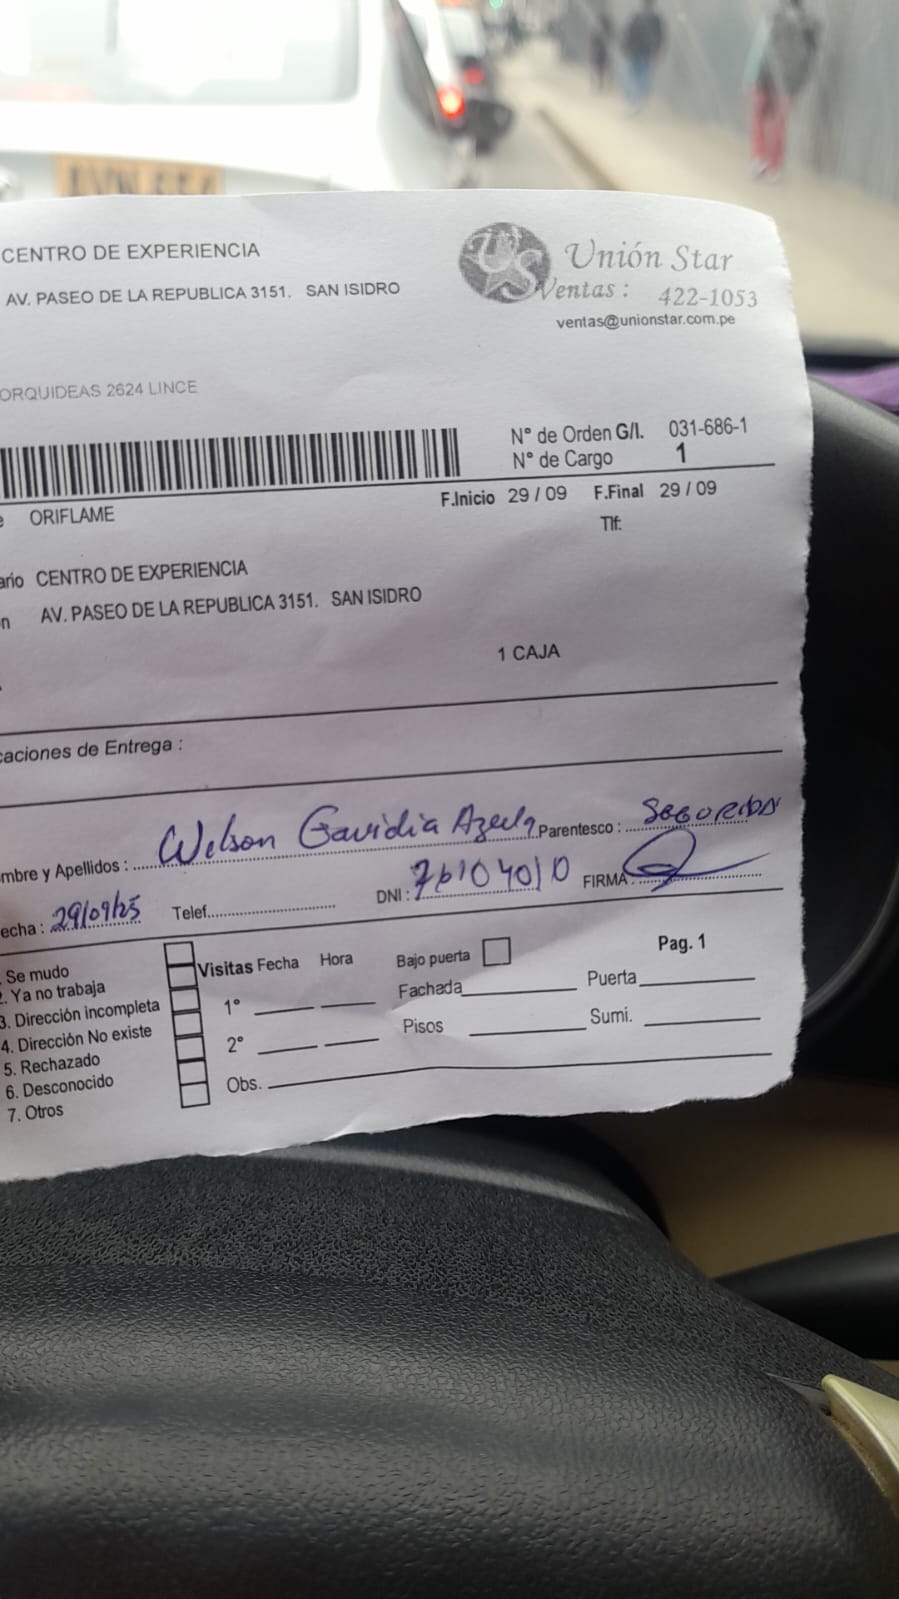 CENTRO DE EXPERIENCIA
AV. PASEO DE LA REPUBLICA 3151. SAN ISIDRO
US Unión Star
Ventas : 422-1053
ventas@unionstar.com.pe
ORQUIDEAS 2624 LINCE
N° de Orden G/I. 031-686-1
N° de Cargo 1
e ORIFLAME
F.Inicio 29 / 09 F.Final 29 / 09
Tlf:
ario CENTRO DE EXPERIENCIA
n AV. PASEO DE LA REPUBLICA 3151. SAN ISIDRO
1 CAJA
caciones de Entrega :
mbre y Apellidos : Wilson Gavidia Parentesco : SEGURIDAD
echa : 29/09/25 Telef. DNI : 76104010 FIRMA :
. Se mudo
2. Ya no trabaja
3. Dirección incompleta
4. Dirección No existe
5. Rechazado
6. Desconocido
7. Otros
Visitas Fecha Hora
1°
2°
Obs.
Bajo puerta
Fachada
Pisos
Pag. 1
Puerta
Sumi.